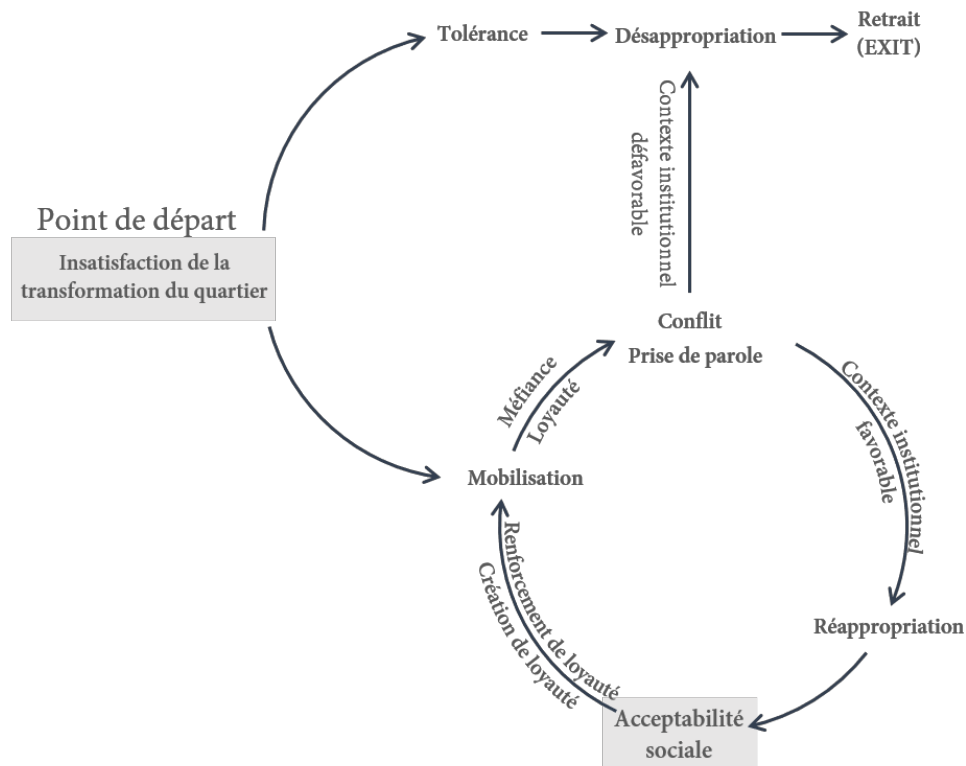 Tolérance
Désappropriation
Retrait
(EXIT)
Contexte institutionnel
défavorable
Point de départ
Insatisfaction de la
transformation du quartier
Conflit
Prise de parole
Méfiance
Loyauté
Contexte institutionnel
favorable
Mobilisation
Renforcement de loyauté
Création de loyauté
Réappropriation
Acceptabilité
sociale